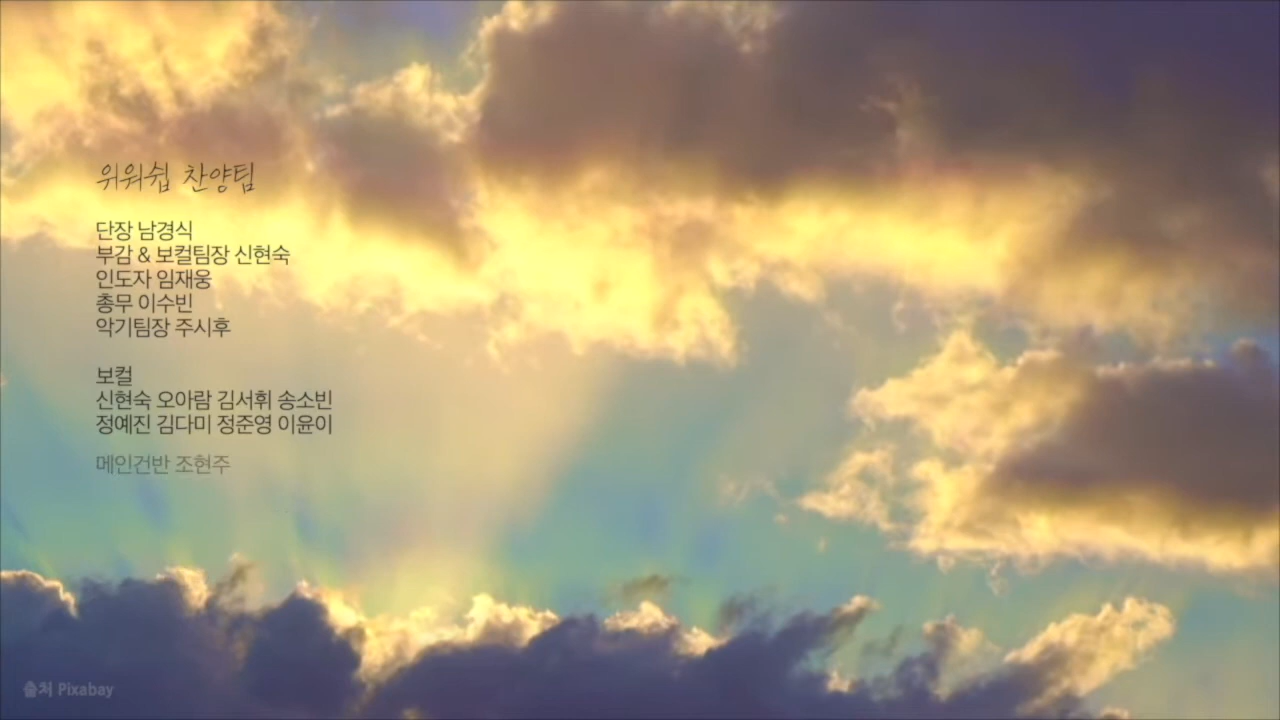 위워쉽 찬양팀
단장 남경식
부감 & 보컬팀장 신현숙
인도자 임재웅
총무 이수빈
악기팀장 주시후
보컬
신현숙 오아람 김서휘 송소빈
정예진 김다미 정준영 이윤이
메인건반 조현주
출처 Pixabay